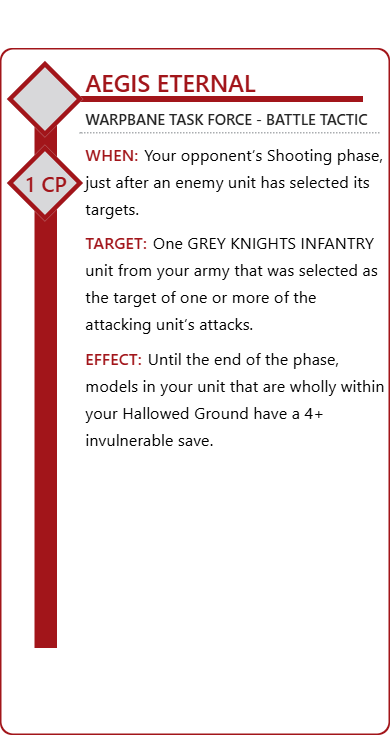 AEGIS ETERNAL
WARPBANE TASK FORCE - BATTLE TACTIC
1 CP
WHEN: Your opponent's Shooting phase,
just after an enemy unit has selected its
targets.
TARGET: One GREY KNIGHTS INFANTRY
unit from your army that was selected as
the target of one or more of the
attacking unit's attacks.
EFFECT: Until the end of the phase,
models in your unit that are wholly within
your Hallowed Ground have a 4+
invulnerable save.